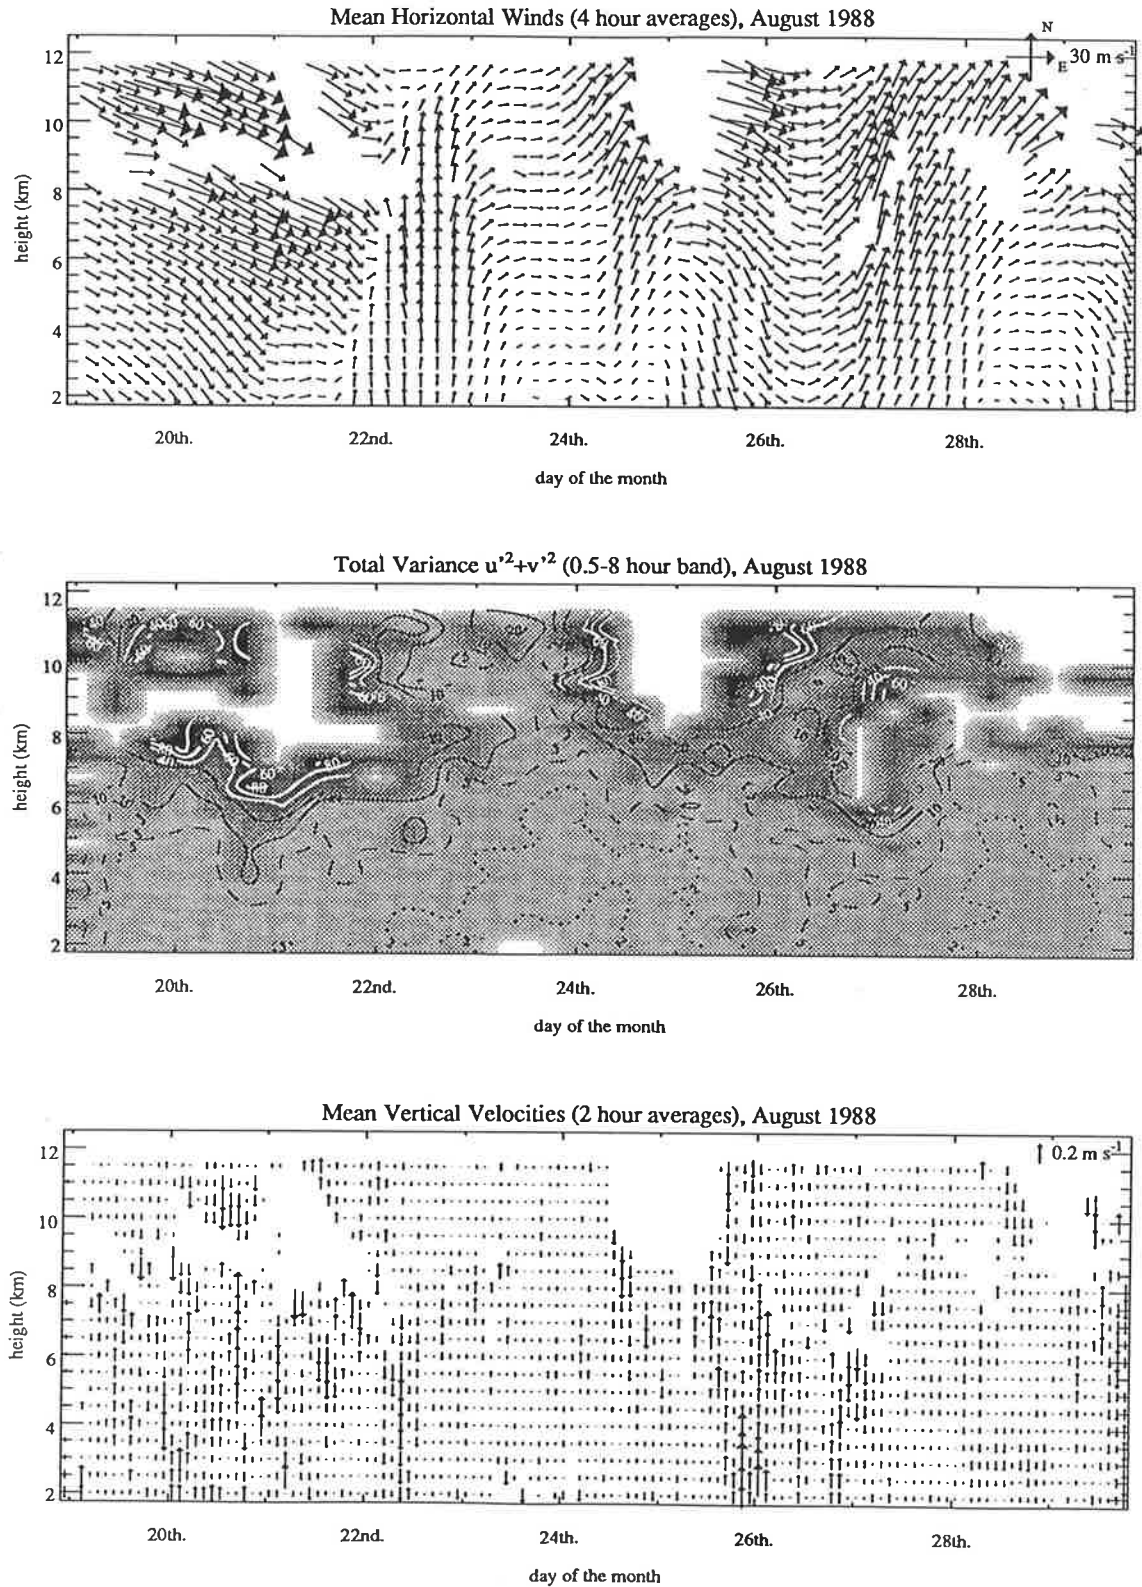 Mean Horizontal Winds (4 hour averages), August 1988
N
E 30 m s-1
12
10
8
6
4
2
height (km)
20th. 22nd. 24th. 26th. 28th.
day of the month
Total Variance u'2+v'2 (0.5-8 hour band), August 1988
12
10
8
6
4
2
height (km)
20th. 22nd. 24th. 26th. 28th.
day of the month
Mean Vertical Velocities (2 hour averages), August 1988
0.2 m s-1
12
10
8
6
4
2
height (km)
20th. 22nd. 24th. 26th. 28th.
day of the month